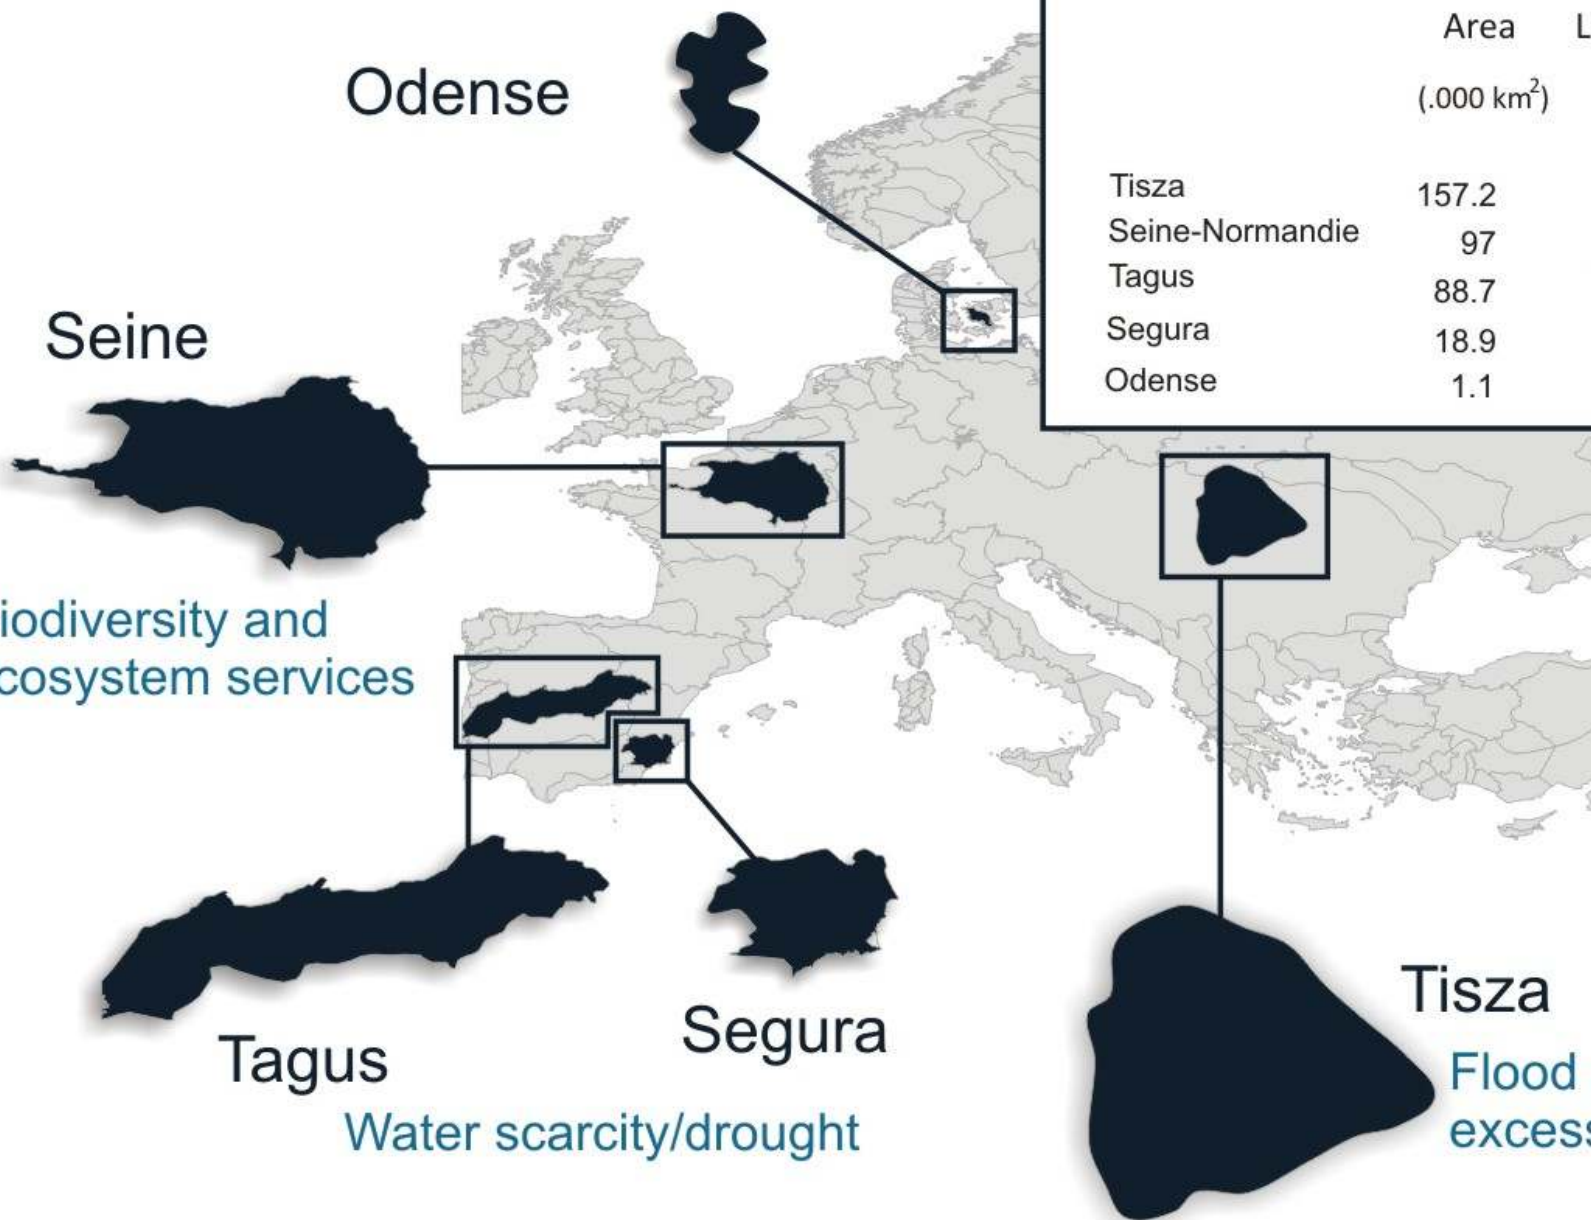 Area L
(.000 km²)
Tisza 157.2
Seine-Normandie 97
Tagus 88.7
Segura 18.9
Odense 1.1
Odense
Seine
iodiversity and
cosystem services
Tagus
Segura
Water scarcity/drought
Tisza
Flood
excess